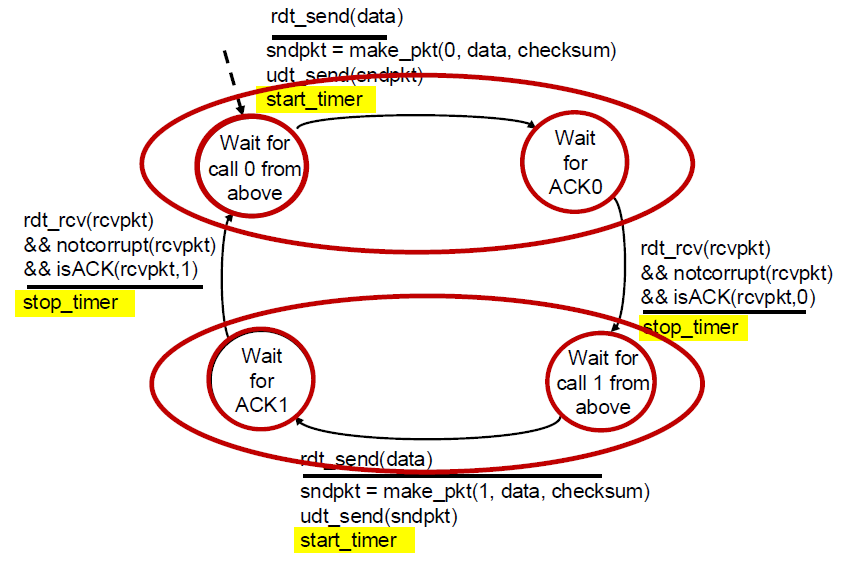 rdt_send(data)
sndpkt = make_pkt(0, data, checksum)
udt_send(sndpkt)
start_timer
Wait for
call 0 from
above
Wait
for
ACK0
rdt_rcv(rcvpkt)
&& notcorrupt(rcvpkt)
&& isACK(rcvpkt,1)
stop_timer
rdt_rcv(rcvpkt)
&& notcorrupt(rcvpkt)
&& isACK(rcvpkt,0)
stop_timer
Wait
for
ACK1
Wait for
call 1 from
above
rdt_send(data)
sndpkt = make_pkt(1, data, checksum)
udt_send(sndpkt)
start_timer